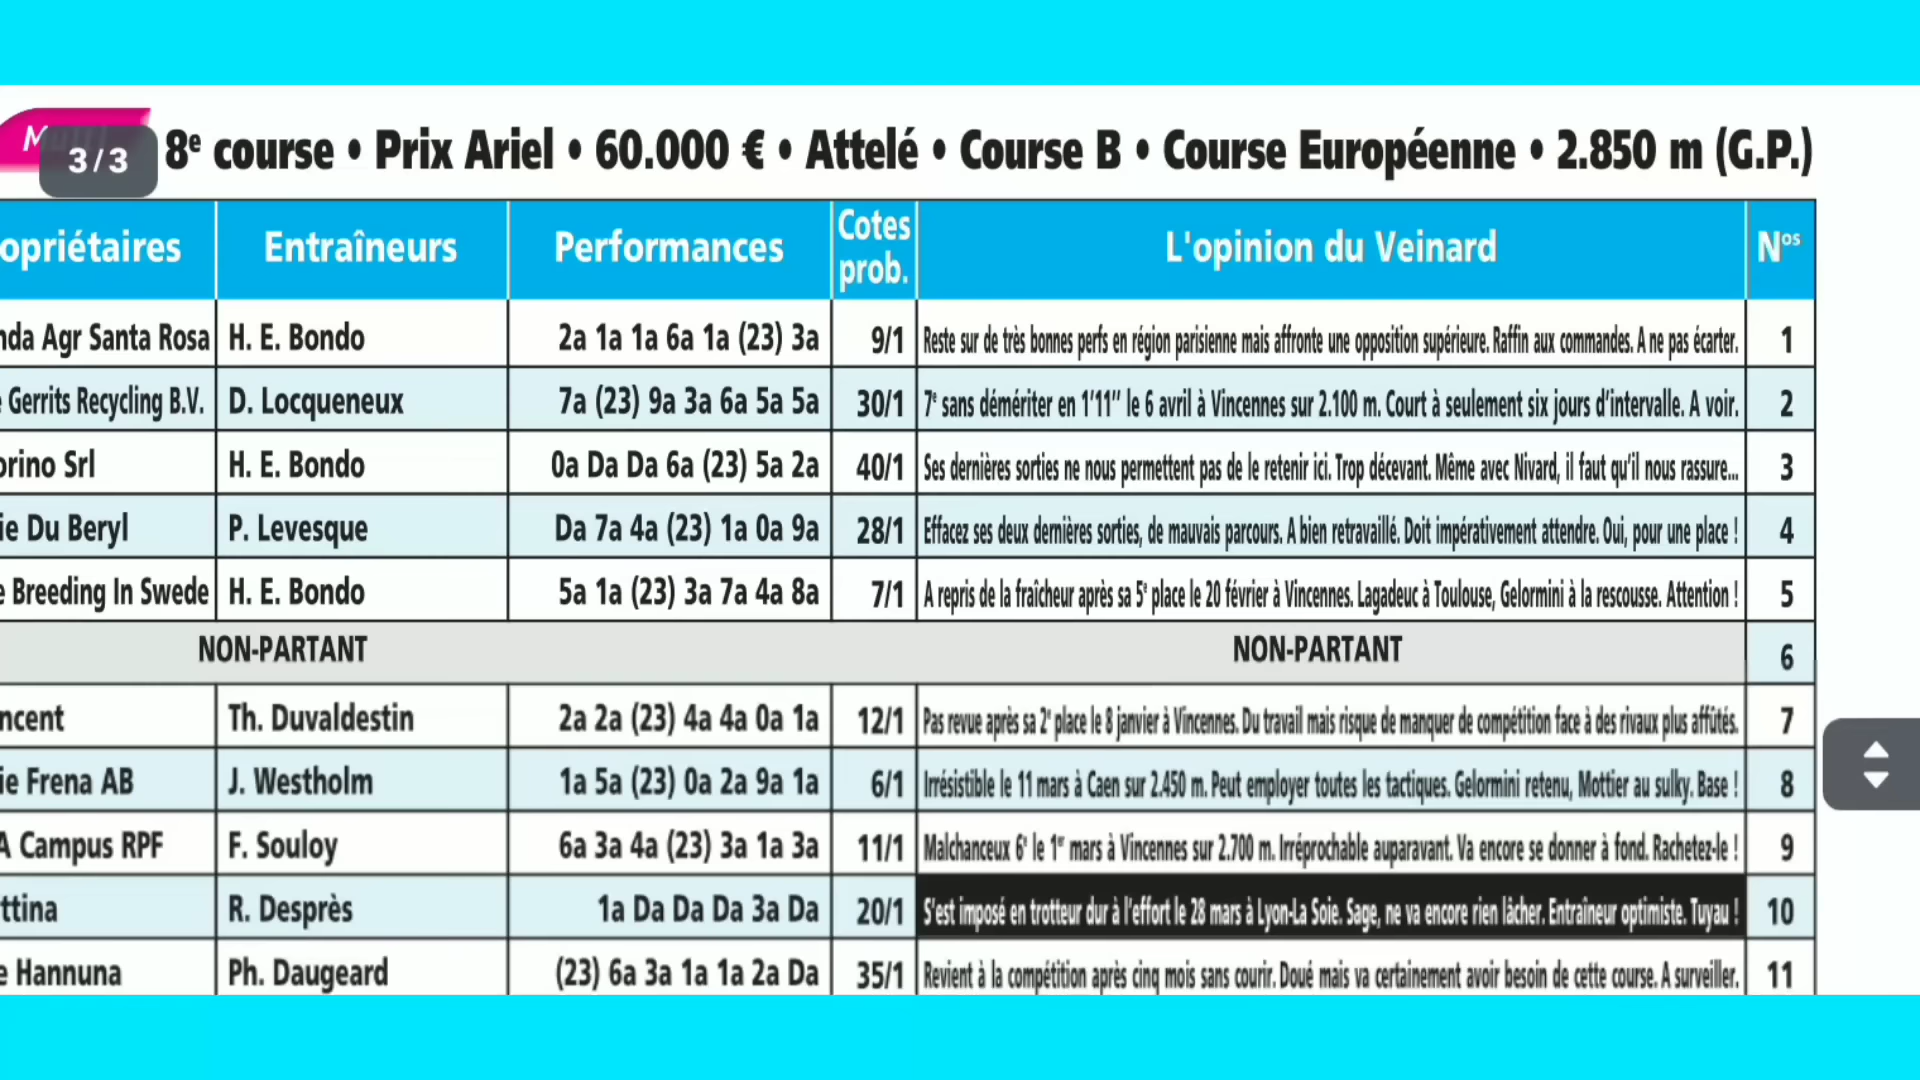 3/3
8e course • Prix Ariel • 60.000 € • Attelé • Course B • Course Européenne • 2.850 m (G.P.)
opriétaires Entraîneurs Performances Cotes prob. L'opinion du Veinard Nos
nda Agr Santa Rosa H. E. Bondo 2a 1a 1a 6a 1a (23) 3a 9/1 Reste sur de très bonnes perfs en région parisienne mais affronte une opposition supérieure. Raffin aux commandes. A ne pas écarter. 1
e Gerrits Recycling B.V. D. Locqueneux 7a (23) 9a 3a 6a 5a 5a 30/1 7e sans démériter en 1'11'' le 6 avril à Vincennes sur 2.100 m. Court à seulement six jours d'intervalle. A voir. 2
orino Srl H. E. Bondo 0a Da Da 6a (23) 5a 2a 40/1 Ses dernières sorties ne nous permettent pas de le retenir ici. Trop décevant. Même avec Nivard, il faut qu'il nous rassure... 3
ie Du Beryl P. Levesque Da 7a 4a (23) 1a 0a 9a 28/1 Effacez ses deux dernières sorties, de mauvais parcours. A bien retravaillé. Doit impérativement attendre. Oui, pour une place ! 4
e Breeding In Swede H. E. Bondo 5a 1a (23) 3a 7a 4a 8a 7/1 A repris de la fraîcheur après sa 5e place le 20 février à Vincennes. Lagadeuc à Toulouse, Gelormini à la rescousse. Attention ! 5
NON-PARTANT NON-PARTANT 6
ncent Th. Duvaldestin 2a 2a (23) 4a 4a 0a 1a 12/1 Pas revue après sa 2e place le 8 janvier à Vincennes. Du travail mais risque de manquer de compétition face à des rivaux plus affûtés. 7
ie Frena AB J. Westholm 1a 5a (23) 0a 2a 9a 1a 6/1 Irrésistible le 11 mars à Caen sur 2.450 m. Peut employer toutes les tactiques. Gelormini retenu, Mottier au sulky. Base ! 8
A Campus RPF F. Souloy 6a 3a 4a (23) 3a 1a 3a 11/1 Malchanceux 6e le 1er mars à Vincennes sur 2.700 m. Irréprochable auparavant. Va encore se donner à fond. Rachetez-le ! 9
ttina R. Desprès 1a Da Da Da 3a Da 20/1 S'est imposé en trotteur dur à l'effort le 28 mars à Lyon-La Soie. Sage, ne va encore rien lâcher. Entraîneur optimiste. Tuyau ! 10
e Hannuna Ph. Daugeard (23) 6a 3a 1a 1a 2a Da 35/1 Revient à la compétition après cinq mois sans courir. Doué mais va certainement avoir besoin de cette course. A surveiller. 11